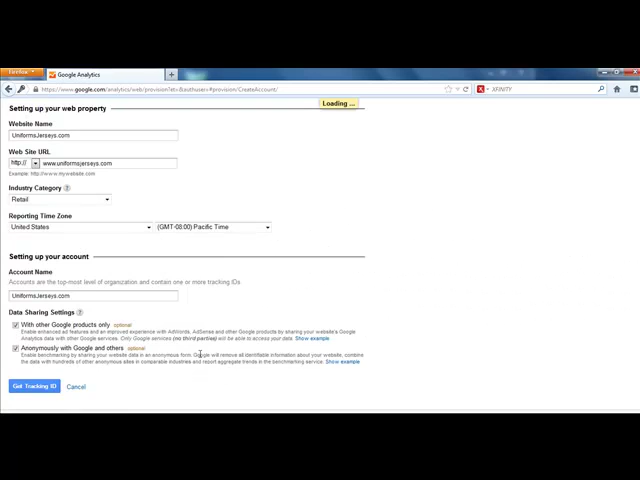 Firefox
Google Analytics
https://www.google.com/analytics/web/provision?et=&authuser=#provision/CreateAccount/
XFINITY
Loading ...
Setting up your web property
Website Name
UniformsJerseys.com
Web Site URL
http:// www.uniformsjerseys.com
Example: http://www.mywebsite.com
Industry Category ?
Retail
Reporting Time Zone
United States (GMT-08:00) Pacific Time
Setting up your account
Account Name
Accounts are the top-most level of organization and contain one or more tracking IDs
UniformsJerseys.com
Data Sharing Settings ?
With other Google products only optional
Enable enhanced ad features and an improved experience with AdWords, AdSense and other Google products by sharing your website's Google
Analytics data with other Google services. Only Google services (no third parties) will be able to access your data Show example
Anonymously with Google and others optional
Enable benchmarking by sharing your website data in an anonymous form. Google will remove all identifiable information about your website, combine
the data with hundreds of other anonymous sites in comparable industries and report aggregate trends in the benchmarking service. Show example
Get Tracking ID Cancel